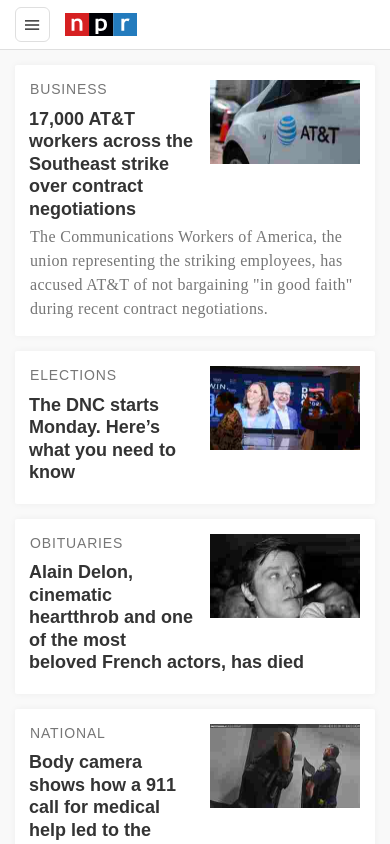 npr
BUSINESS
17,000 AT&T
workers across the
Southeast strike
over contract
negotiations
AT&T
The Communications Workers of America, the
union representing the striking employees, has
accused AT&T of not bargaining "in good faith"
during recent contract negotiations.
ELECTIONS
The DNC starts
Monday. Here’s
what you need to
know
OBITUARIES
Alain Delon,
cinematic
heartthrob and one
of the most
beloved French actors, has died
NATIONAL
Body camera
shows how a 911
call for medical
help led to the